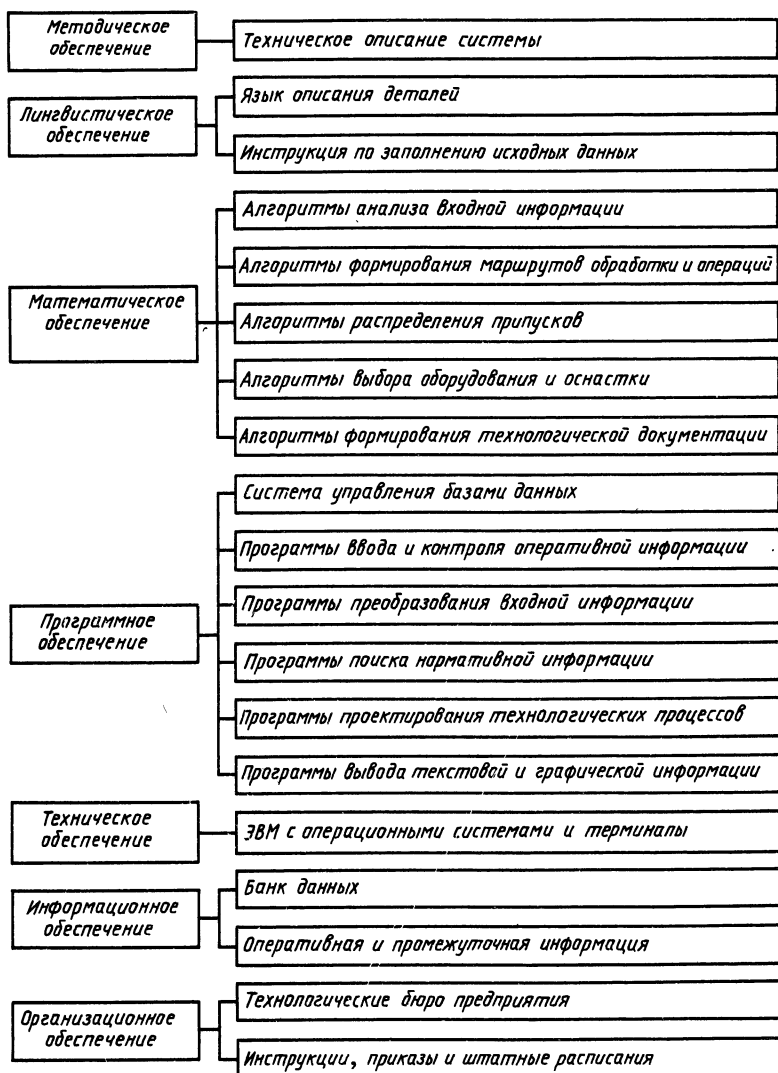 Методическое
обеспечение
Техническое описание системы
Лингвистическое
обеспечение
Язык описания деталей
Инструкция по заполнению исходных данных
Математическое
обеспечение
Алгоритмы анализа входной информации
Алгоритмы формирования маршрутов обработки и операций
Алгоритмы распределения припусков
Алгоритмы выбора оборудования и оснастки
Алгоритмы формирования технологической документации
Программное
обеспечение
Система управления базами данных
Программы ввода и контроля оперативной информации
Программы преобразования входной информации
Программы поиска нормативной информации
Программы проектирования технологических процессов
Программы вывода текстовой и графической информации
Техническое
обеспечение
ЭВМ с операционными системами и терминалы
Информационное
обеспечение
Банк данных
Оперативная и промежуточная информация
Организационное
обеспечение
Технологические бюро предприятия
Инструкции, приказы и штатные расписания